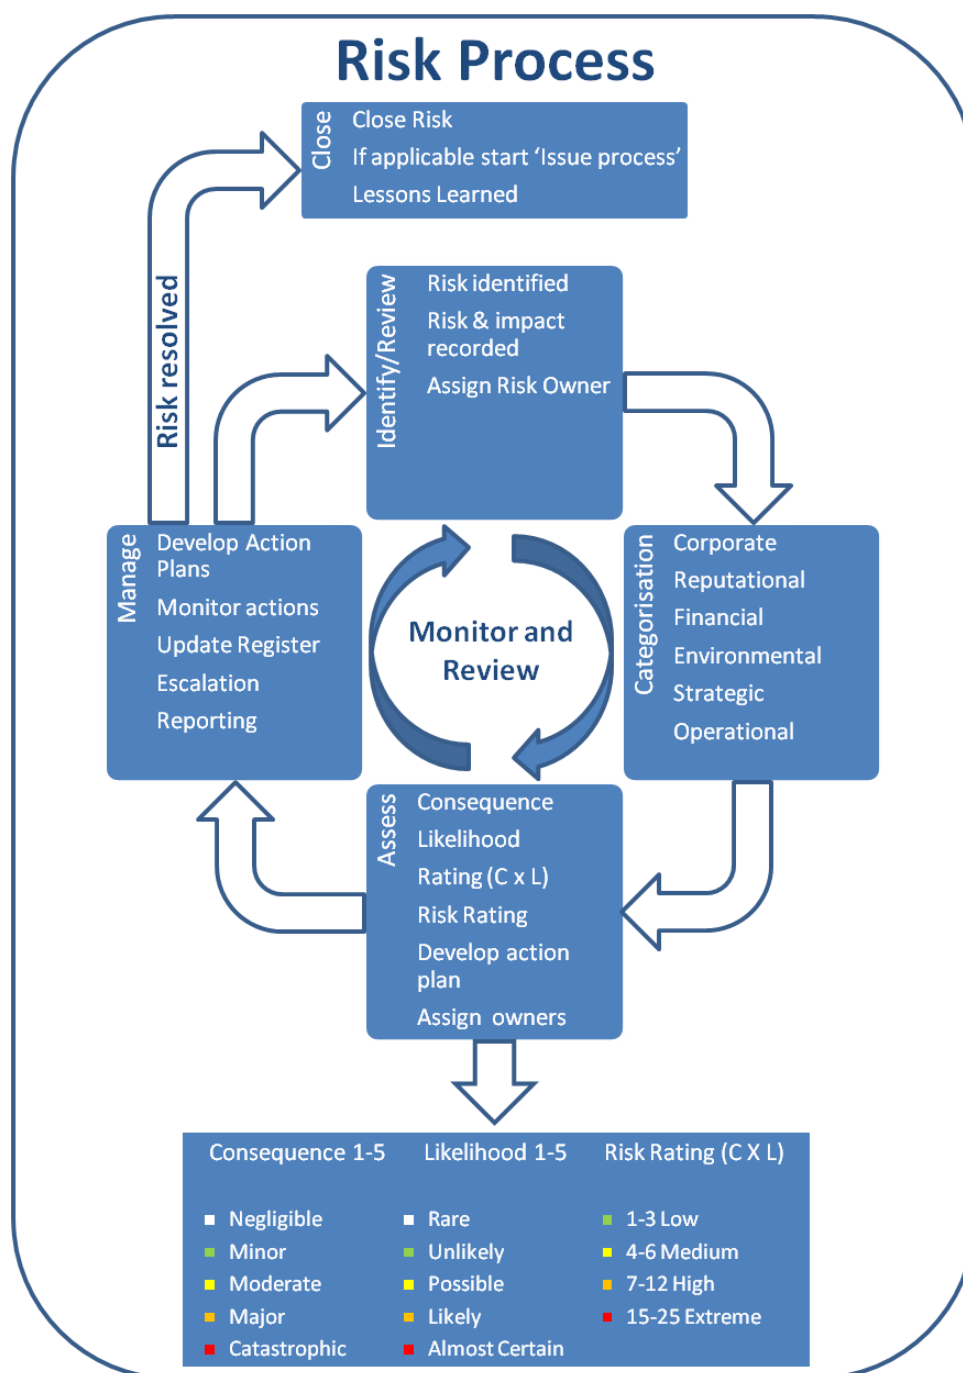 Risk Process
Close
Close Risk
If applicable start ‘Issue process’
Lessons Learned
Risk resolved
Identify/Review
Risk identified
Risk & impact
recorded
Assign Risk Owner
Manage
Develop Action
Plans
Monitor actions
Update Register
Escalation
Reporting
Monitor and
Review
Categorisation
Corporate
Reputational
Financial
Environmental
Strategic
Operational
Assess
Consequence
Likelihood
Rating (C x L)
Risk Rating
Develop action
plan
Assign owners
Consequence 1-5
Negligible
Minor
Moderate
Major
Catastrophic
Likelihood 1-5
Rare
Unlikely
Possible
Likely
Almost Certain
Risk Rating (C X L)
1-3 Low
4-6 Medium
7-12 High
15-25 Extreme